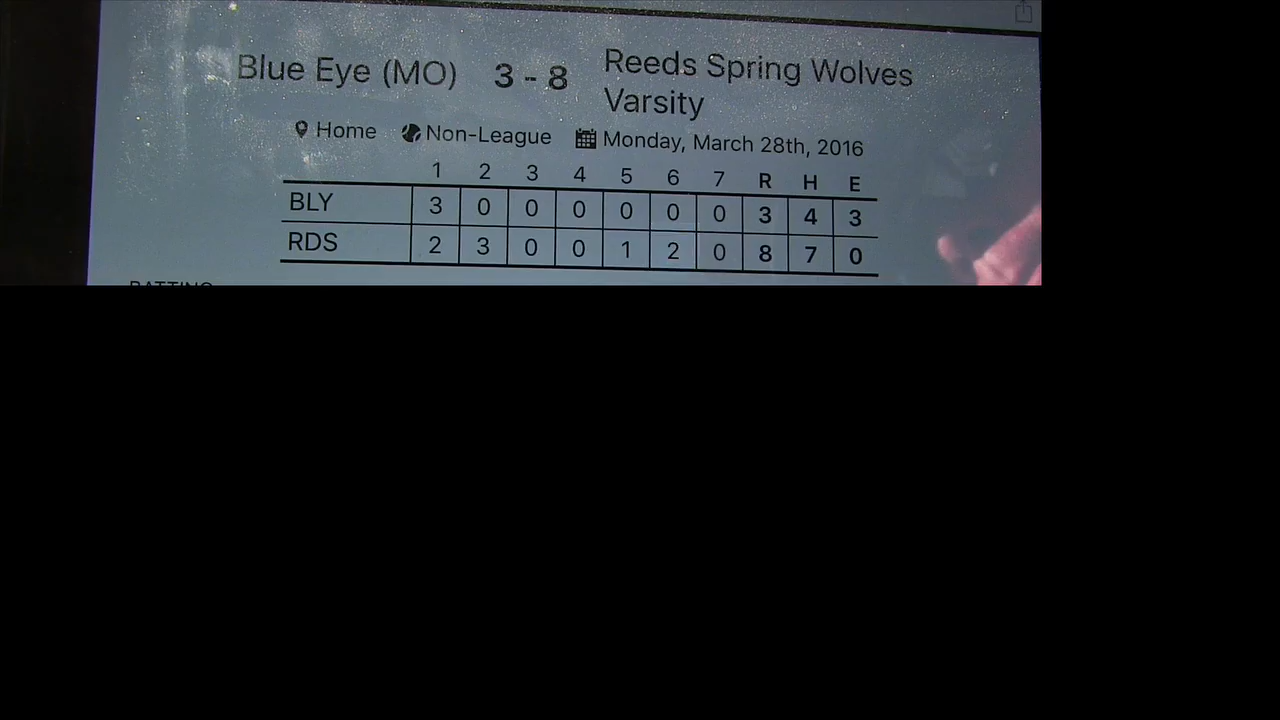 Blue Eye (MO) 3 - 8 Reeds Spring Wolves
Varsity
Home Non-League Monday, March 28th, 2016
1 2 3 4 5 6 7 R H E
BLY 3 0 0 0 0 0 0 3 4 3
RDS 2 3 0 0 1 2 0 8 7 0
BATTING